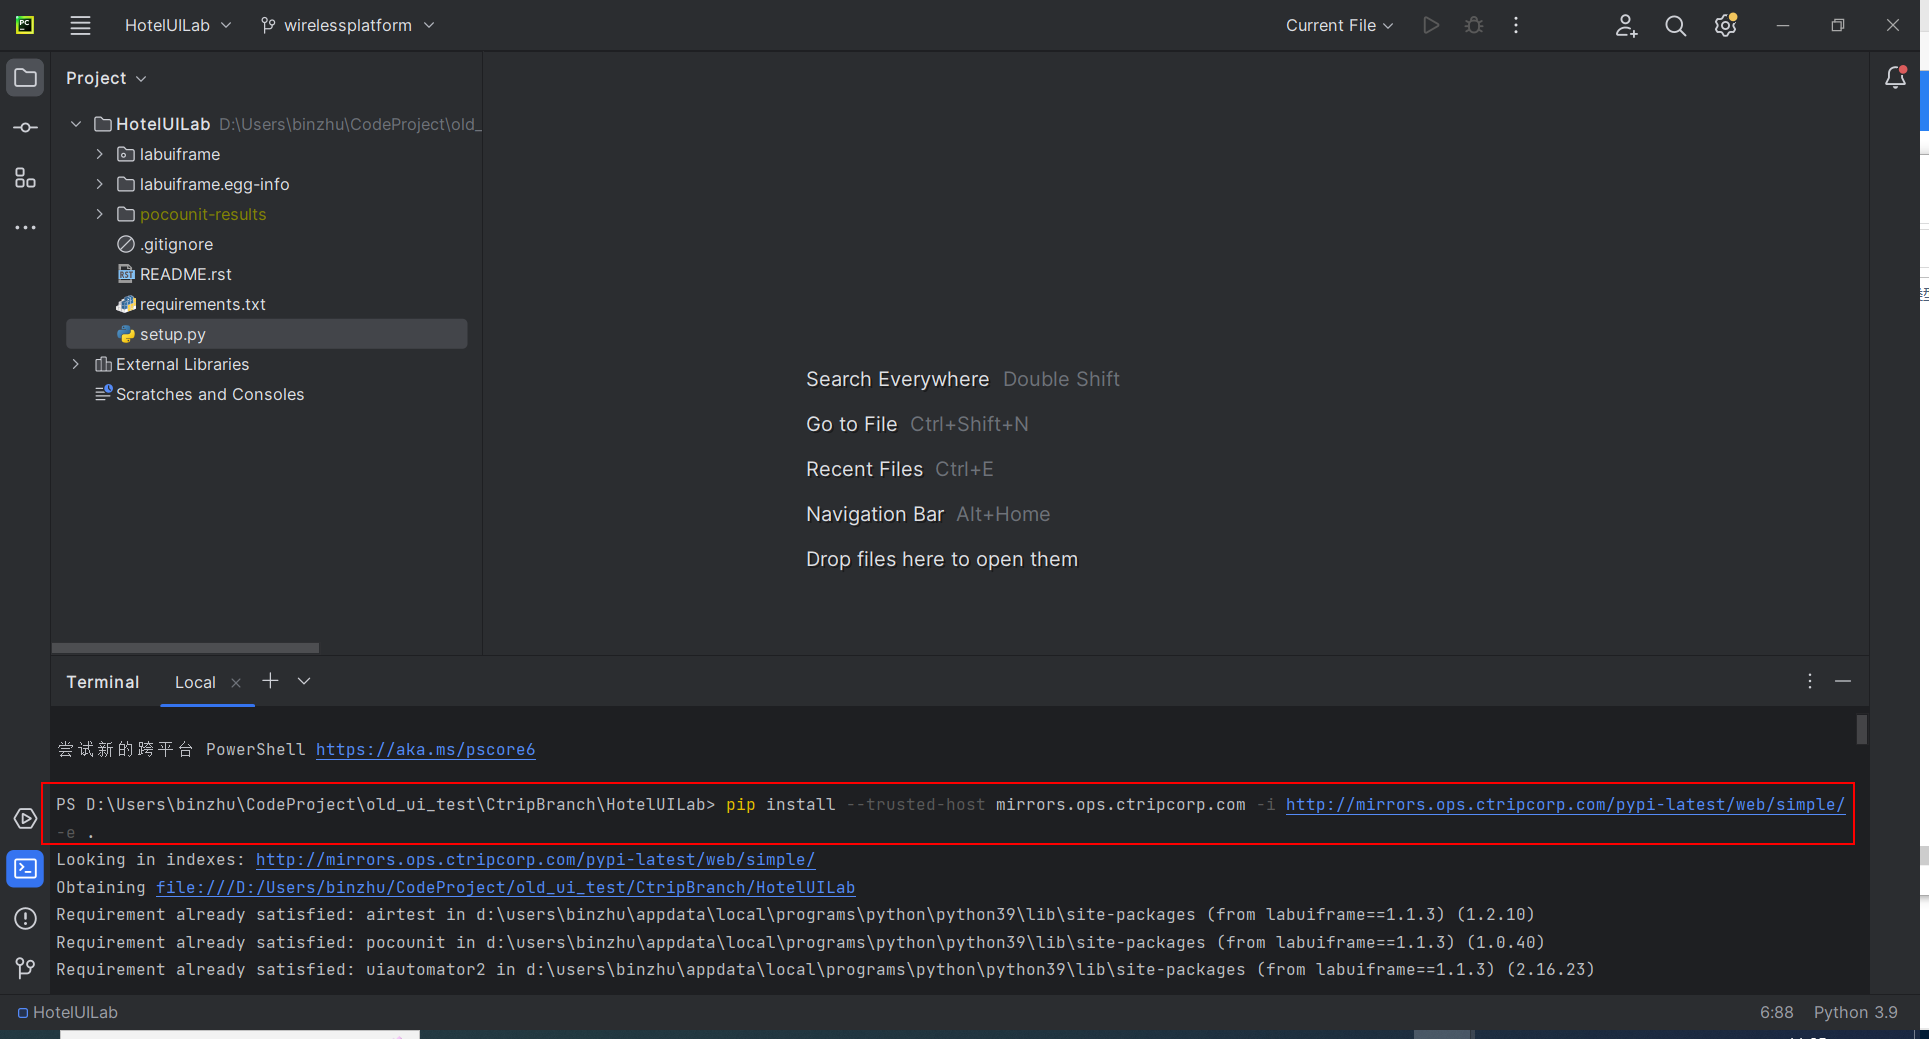 PC
HotelUILab
wirelessplatform
Current File
Project
HotelUILab D:\Users\binzhu\CodeProject\old_
labuiframe
labuiframe.egg-info
pocounit-results
.gitignore
README.rst
requirements.txt
setup.py
External Libraries
Scratches and Consoles
Search Everywhere Double Shift
Go to File Ctrl+Shift+N
Recent Files Ctrl+E
Navigation Bar Alt+Home
Drop files here to open them
Terminal Local
尝试新的跨平台 PowerShell https://aka.ms/pscore6
PS D:\Users\binzhu\CodeProject\old_ui_test\CtripBranch\HotelUILab> pip install --trusted-host mirrors.ops.ctripcorp.com -i http://mirrors.ops.ctripcorp.com/pypi-latest/web/simple/
-e .
Looking in indexes: http://mirrors.ops.ctripcorp.com/pypi-latest/web/simple/
Obtaining file:///D:/Users/binzhu/CodeProject/old_ui_test/CtripBranch/HotelUILab
Requirement already satisfied: airtest in d:\users\binzhu\appdata\local\programs\python\python39\lib\site-packages (from labuiframe==1.1.3) (1.2.10)
Requirement already satisfied: pocounit in d:\users\binzhu\appdata\local\programs\python\python39\lib\site-packages (from labuiframe==1.1.3) (1.0.40)
Requirement already satisfied: uiautomator2 in d:\users\binzhu\appdata\local\programs\python\python39\lib\site-packages (from labuiframe==1.1.3) (2.16.23)
HotelUILab
6:88 Python 3.9